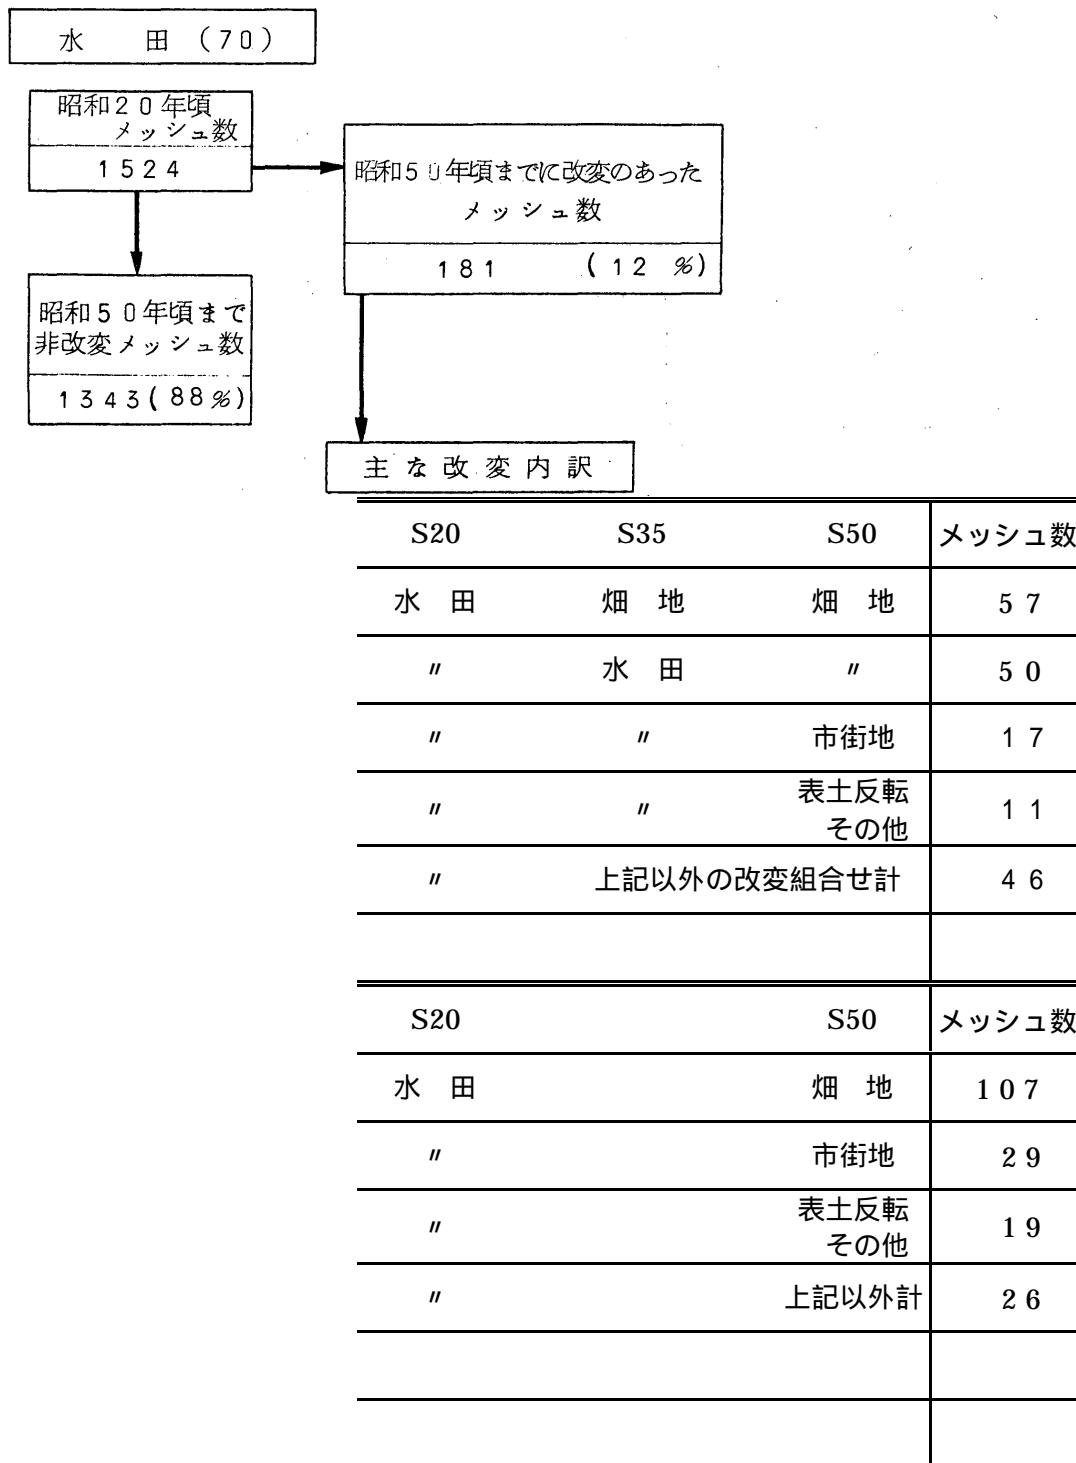 水　　田（70）
昭和20年頃
メッシュ数
1524
昭和50年頃までに改変のあった
メッシュ数
181　（12 %）
昭和50年頃まで
非改変メッシュ数
1343(88%)
主な改変内訳
S20　S35　S50　メッシュ数
水　田　畑　地　畑　地　57
〃　水　田　〃　50
〃　〃　市街地　17
〃　〃　表土反転
その他　11
〃　上記以外の改変組合せ計　46
S20　S50　メッシュ数
水　田　畑　地　107
〃　市街地　29
〃　表土反転
その他　19
〃　上記以外計　26